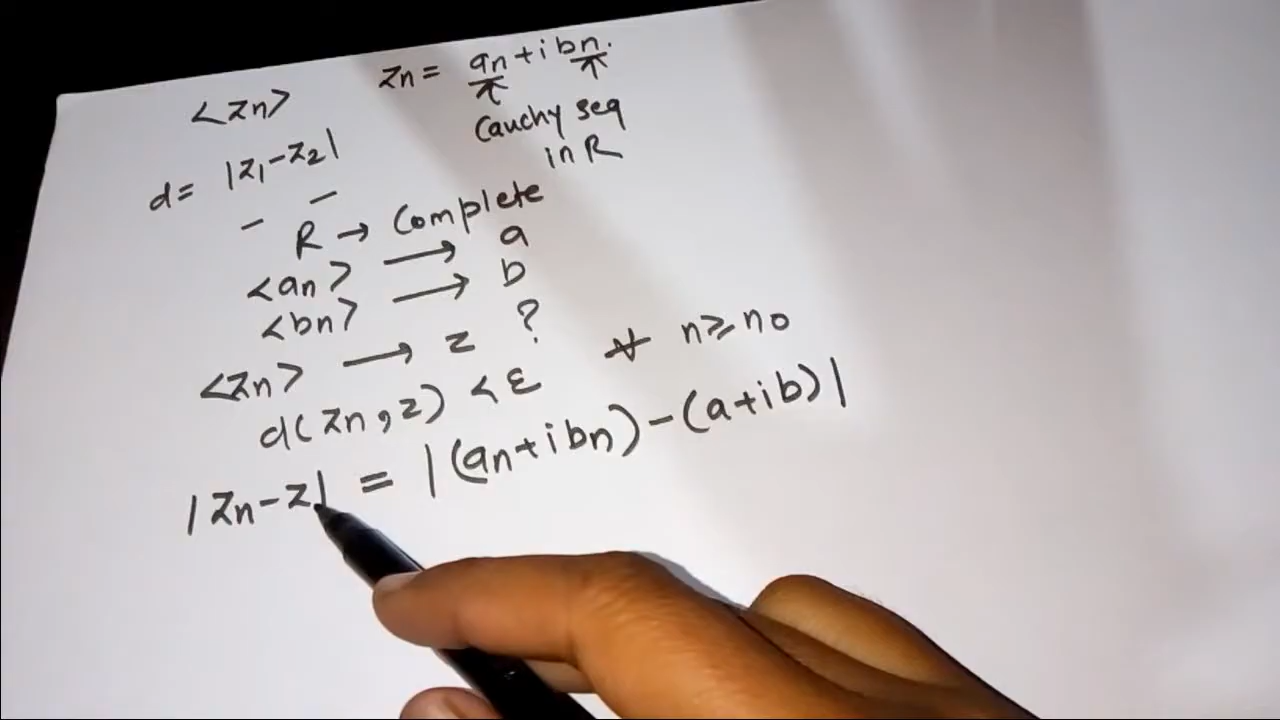 <zn> zn = an + i bn.
Cauchy seq
in R
d = |z1 - z2|
R → Complete
<an> → a
<bn> → b
<zn> → z ?
d(zn, z) < ε ∀ n ≥ n0
|zn - z| = |(an + ibn) - (a + ib)|